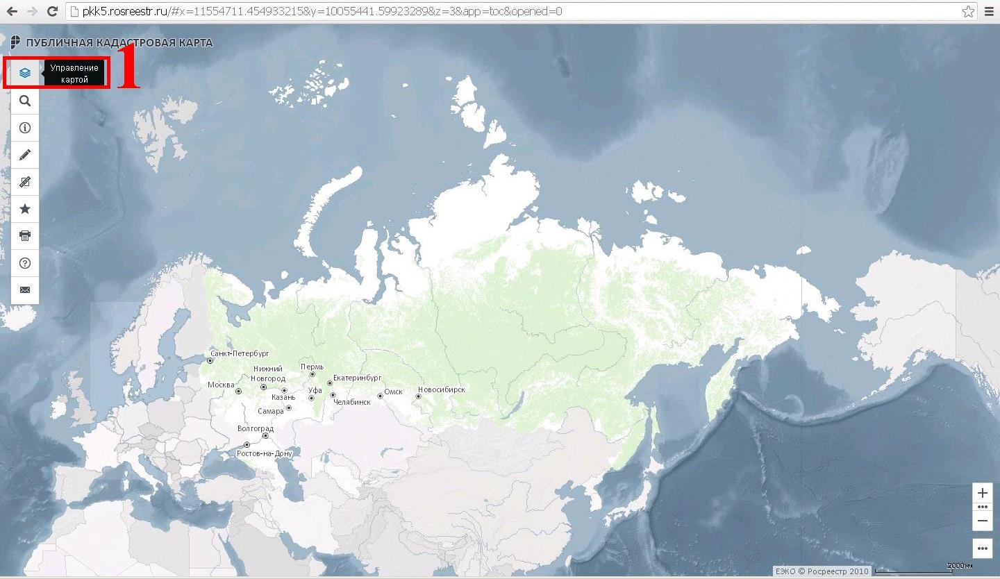 pkk5.rosreestr.ru/#x=11554711.454933215&y=10055441.59923289&z=3&app=toc&opened=0
ПУБЛИЧНАЯ КАДАСТРОВАЯ КАРТА
1
Управление
картой
Санкт-Петербург
Нижний
Новгород
Пермь
Москва
Екатеринбург
Казань
Уфа
Челябинск
Омск
Новосибирск
Самара
Волгоград
Ростов-на-Дону
ЕЭКО © Росреестр 2010
2000км